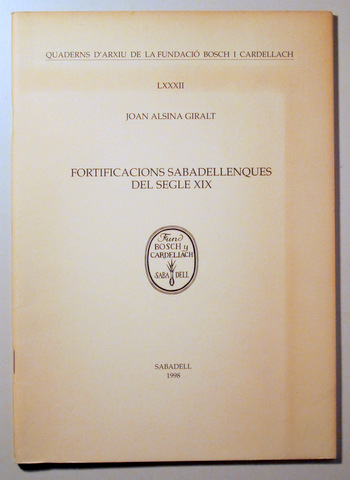 QUADERNS D'ARXIU DE LA FUNDACIÓ BOSCH I CARDELLACH
LXXXII
JOAN ALSINA GIRALT
FORTIFICACIONS SABADELLENQUES
DEL SEGLE XIX
Fund
BOSCH y
CARDELLACH
SABA DELL
SABADELL
1998